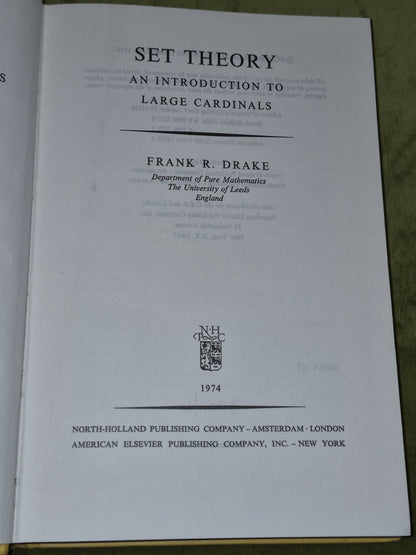 SET THEORY
AN INTRODUCTION TO
LARGE CARDINALS
FRANK R. DRAKE
Department of Pure Mathematics
The University of Leeds
England
N·H
P C
1974
NORTH-HOLLAND PUBLISHING COMPANY – AMSTERDAM · LONDON
AMERICAN ELSEVIER PUBLISHING COMPANY, INC. – NEW YORK